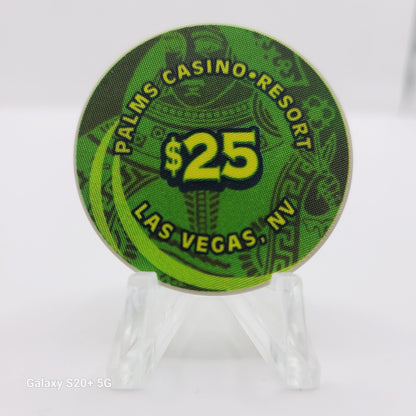 PALMS CASINO•RESORT
$25
LAS VEGAS, NV
Galaxy S20+ 5G